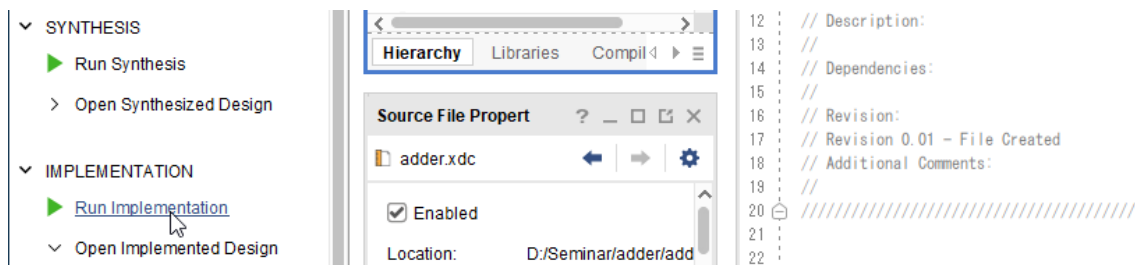 SYNTHESIS
Run Synthesis
Open Synthesized Design
IMPLEMENTATION
Run Implementation
Open Implemented Design
Hierarchy Libraries Compil
Source File Propert ? _ □ X
adder.xdc
Enabled
Location: D:/Seminar/adder/add
12 // Description:
13 //
14 // Dependencies:
15 //
16 // Revision:
17 // Revision 0.01 - File Created
18 // Additional Comments:
19 //
20 ////////////////////////////////////////
21
22